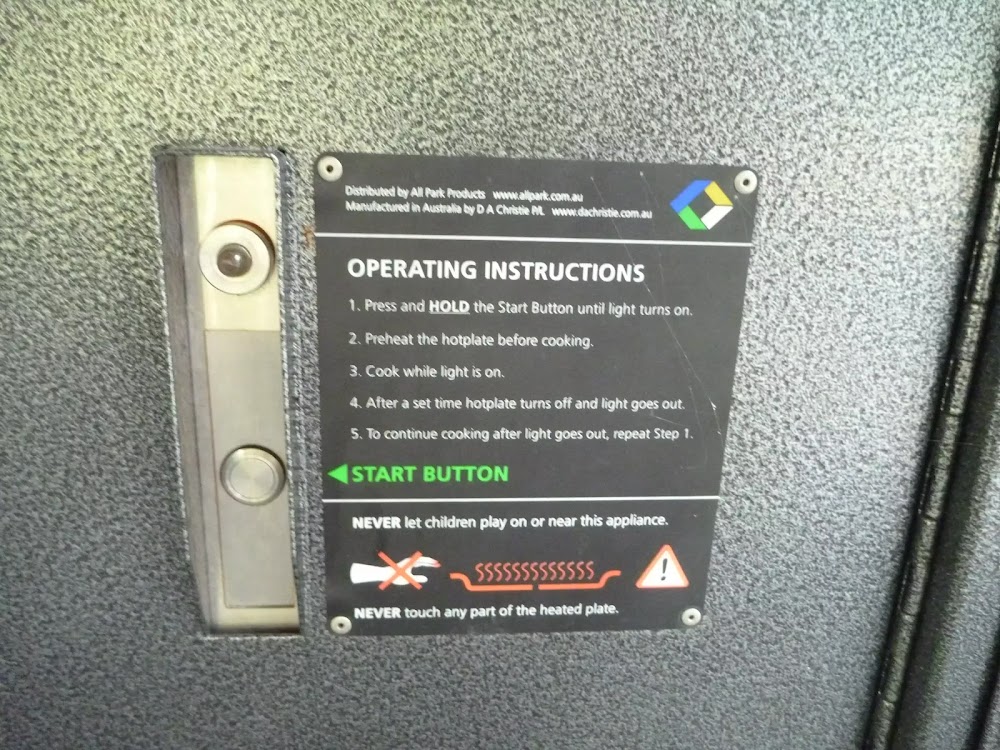 Distributed by All Park Products www.allpark.com.au
Manufactured in Australia by D A Christie P/L www.dachristie.com.au
OPERATING INSTRUCTIONS
1. Press and HOLD the Start Button until light turns on.
2. Preheat the hotplate before cooking.
3. Cook while light is on.
4. After a set time hotplate turns off and light goes out.
5. To continue cooking after light goes out, repeat Step 1.
START BUTTON
NEVER let children play on or near this appliance.
!
NEVER touch any part of the heated plate.